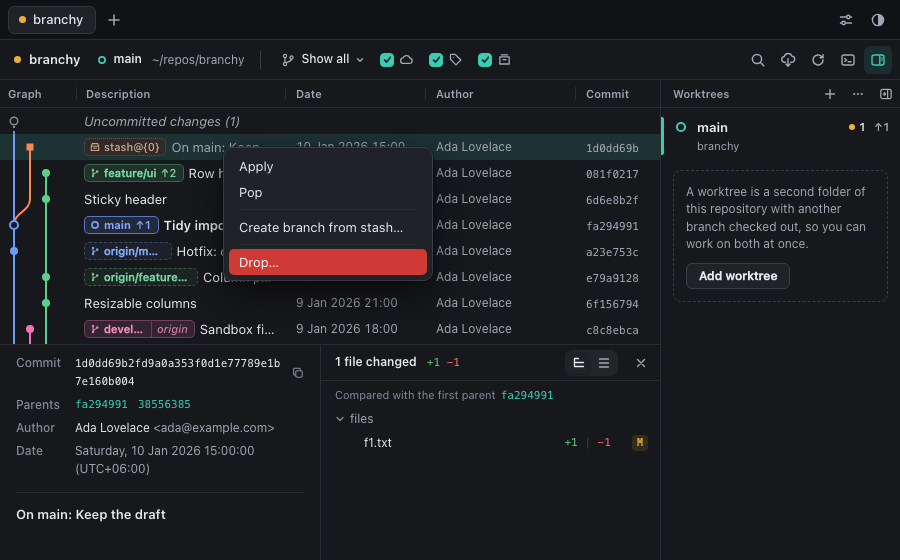 branchy
branchy main ~/repos/branchy Show all
Graph Description Date Author Commit
Uncommitted changes (1)
stash@{0} On main: Keep 10 Jan 2026 15:00 Ada Lovelace 1d0dd69b
feature/ui ↑2 Row Ada Lovelace 081f0217
Sticky header Ada Lovelace 6d6e8b2f
main ↑1 Tidy impo Ada Lovelace fa294991
origin/m... Hotfix: Ada Lovelace a23e753c
origin/feature... Ada Lovelace e79a9128
Resizable columns 9 Jan 2026 21:00 Ada Lovelace 6f156794
devel... origin Sandbox fi... 9 Jan 2026 18:00 Ada Lovelace c8c8ebca
Apply
Pop
Create branch from stash...
Drop...
Worktrees
main 1 ↑1
branchy
A worktree is a second folder of
this repository with another
branch checked out, so you can
work on both at once.
Add worktree
Commit 1d0dd69b2fd9a0a353f0d1e77789e1b
7e160b004
Parents fa294991 38556385
Author Ada Lovelace <ada@example.com>
Date Saturday, 10 Jan 2026 15:00:00
(UTC+06:00)
On main: Keep the draft
1 file changed +1 −1
Compared with the first parent fa294991
files
f1.txt +1 −1 M